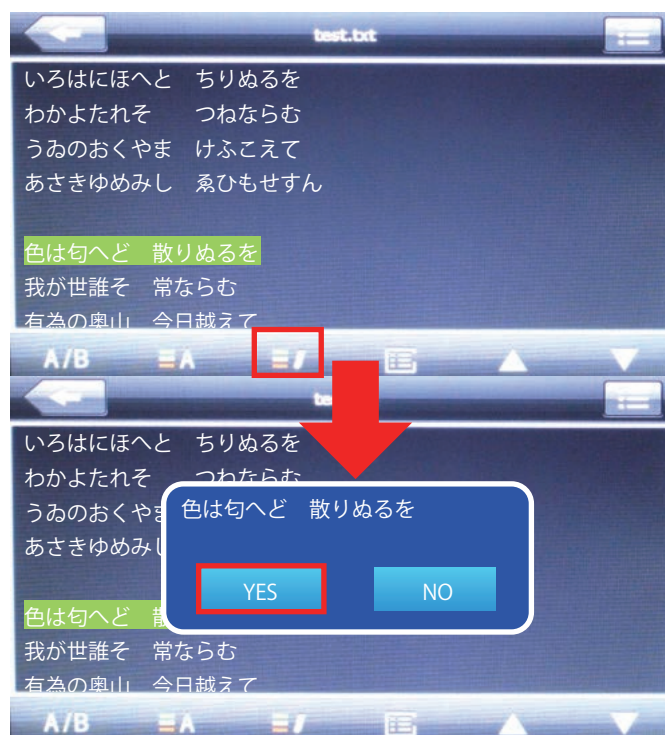 test.txt
いろはにほへと　ちりぬるを
わかよたれそ　　つねならむ
うゐのおくやま　けふこえて
あさきゆめみし　ゑひもせすん
色は匂へど　散りぬるを
我が世誰そ　常ならむ
有為の奥山　今日越えて
A/B
A
いろはにほへと　ちりぬるを
わかよたれそ　　つねならむ
うゐのおくやま
あさきゆめみし
色は匂へど　散りぬるを
YES
NO
色は匂へど　散
我が世誰そ　常ならむ
有為の奥山　今日越えて
A/B
A